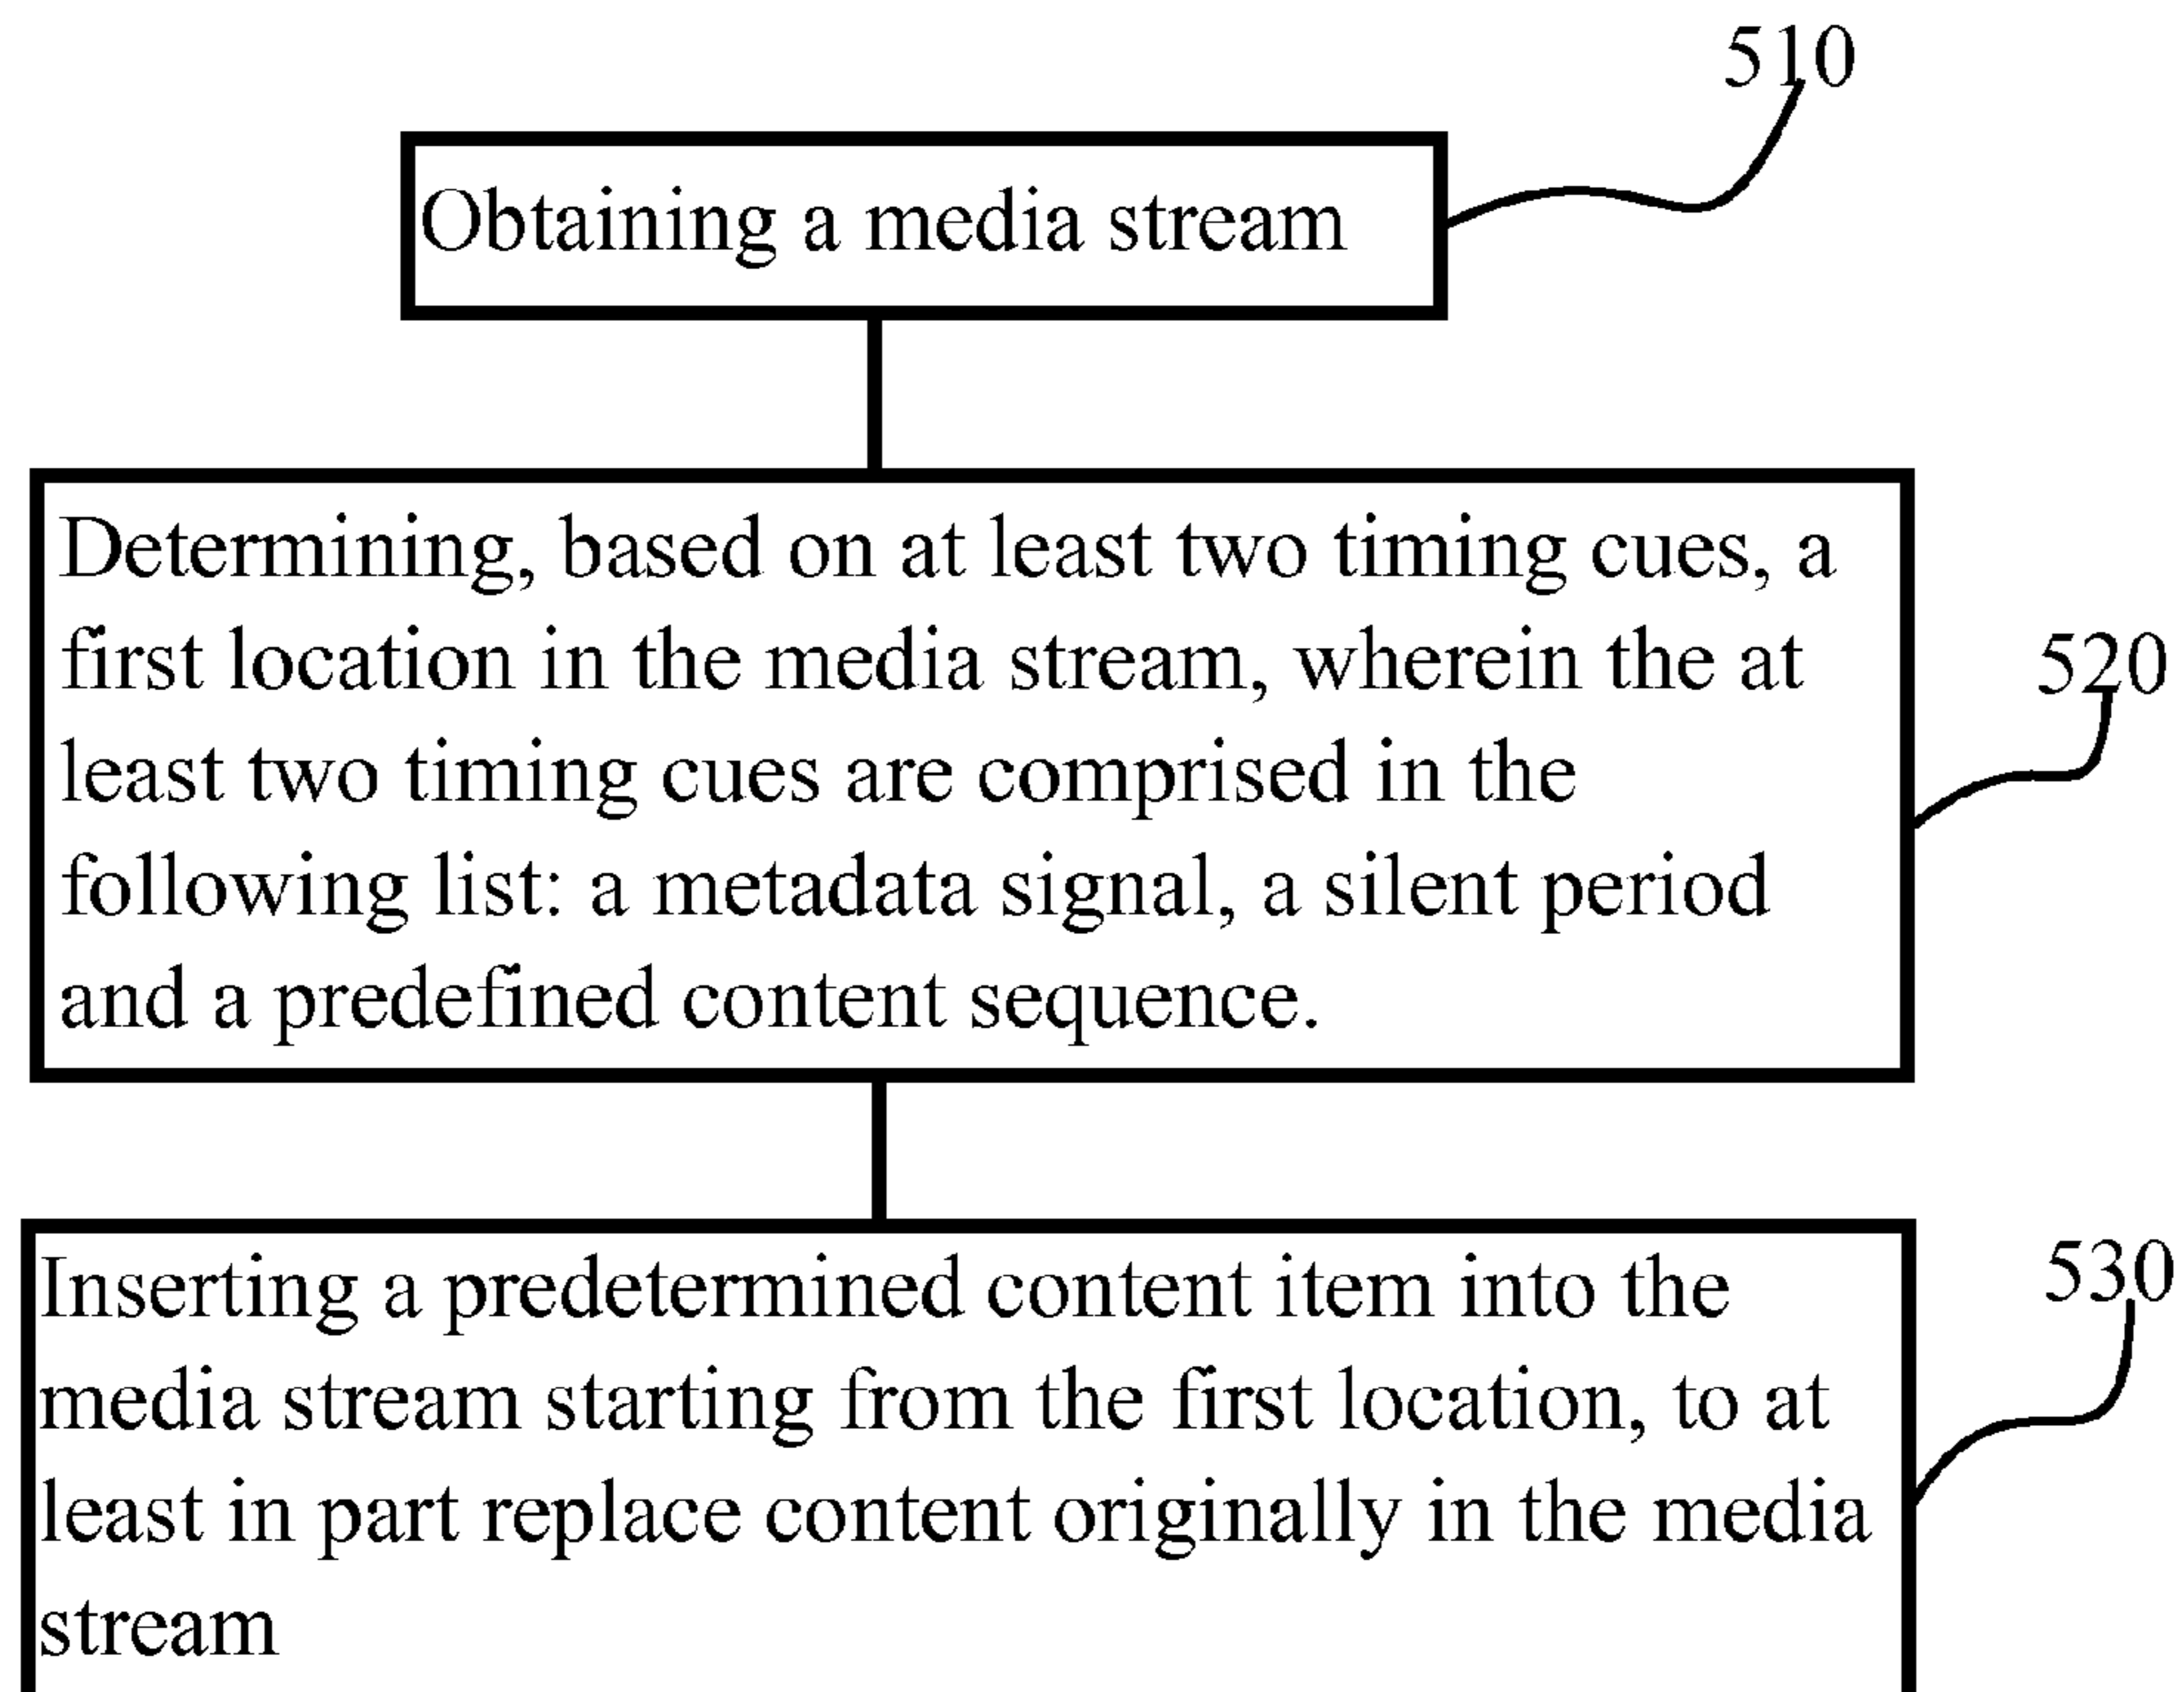 510
Obtaining a media stream
Determining, based on at least two timing cues, a
first location in the media stream, wherein the at
least two timing cues are comprised in the
following list: a metadata signal, a silent period
and a predefined content sequence.
520
Inserting a predetermined content item into the
media stream starting from the first location, to at
least in part replace content originally in the media
stream
530